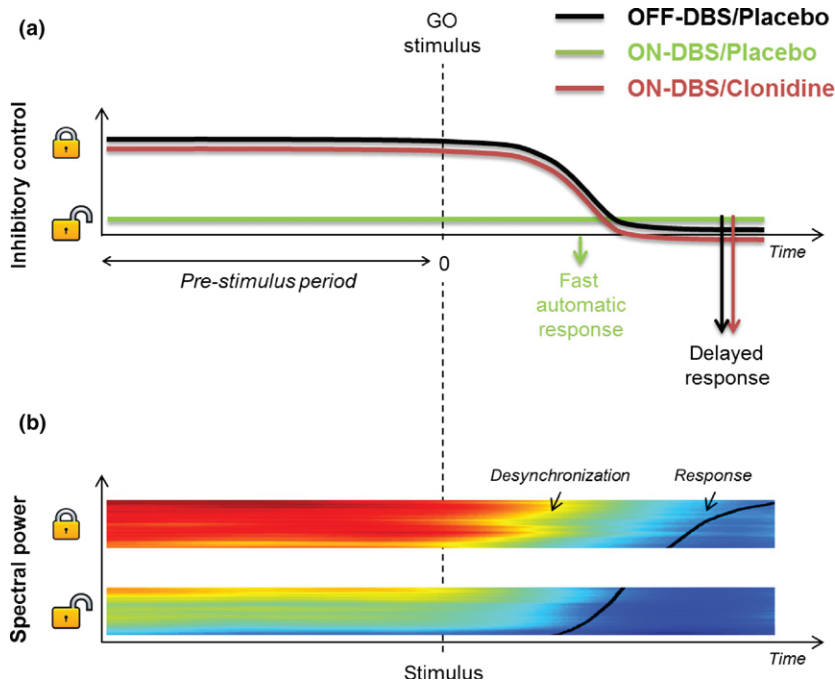 (a)
GO
stimulus
OFF-DBS/Placebo
ON-DBS/Placebo
ON-DBS/Clonidine
Inhibitory control
Time
Pre-stimulus period
0
Fast
automatic
response
Delayed
response
(b)
Desynchronization
Response
Spectral power
Time
Stimulus